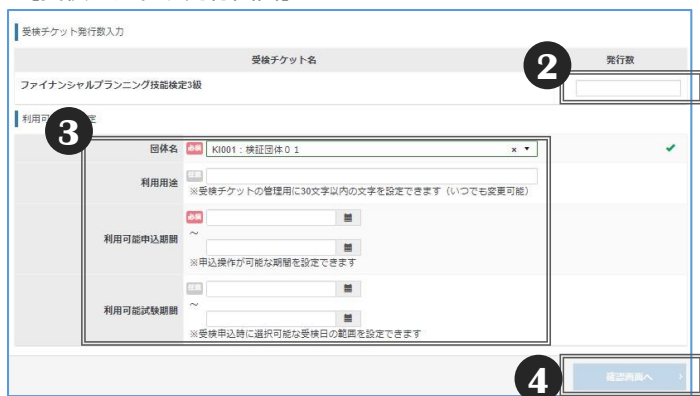 受検チケット発行数入力
受検チケット名
発行数
2
ファイナンシャルプランニング技能検定3級
利用可
定
3
団体名
必須
KI001：検証団体０１
×
利用用途
任意
※受検チケットの管理用に30文字以内の文字を設定できます（いつでも変更可能）
利用可能申込期間
必須
～
※申込操作が可能な期間を設定できます
利用可能試験期間
任意
～
※受検申込時に選択可能な受検日の範囲を設定できます
4
確認画面へ